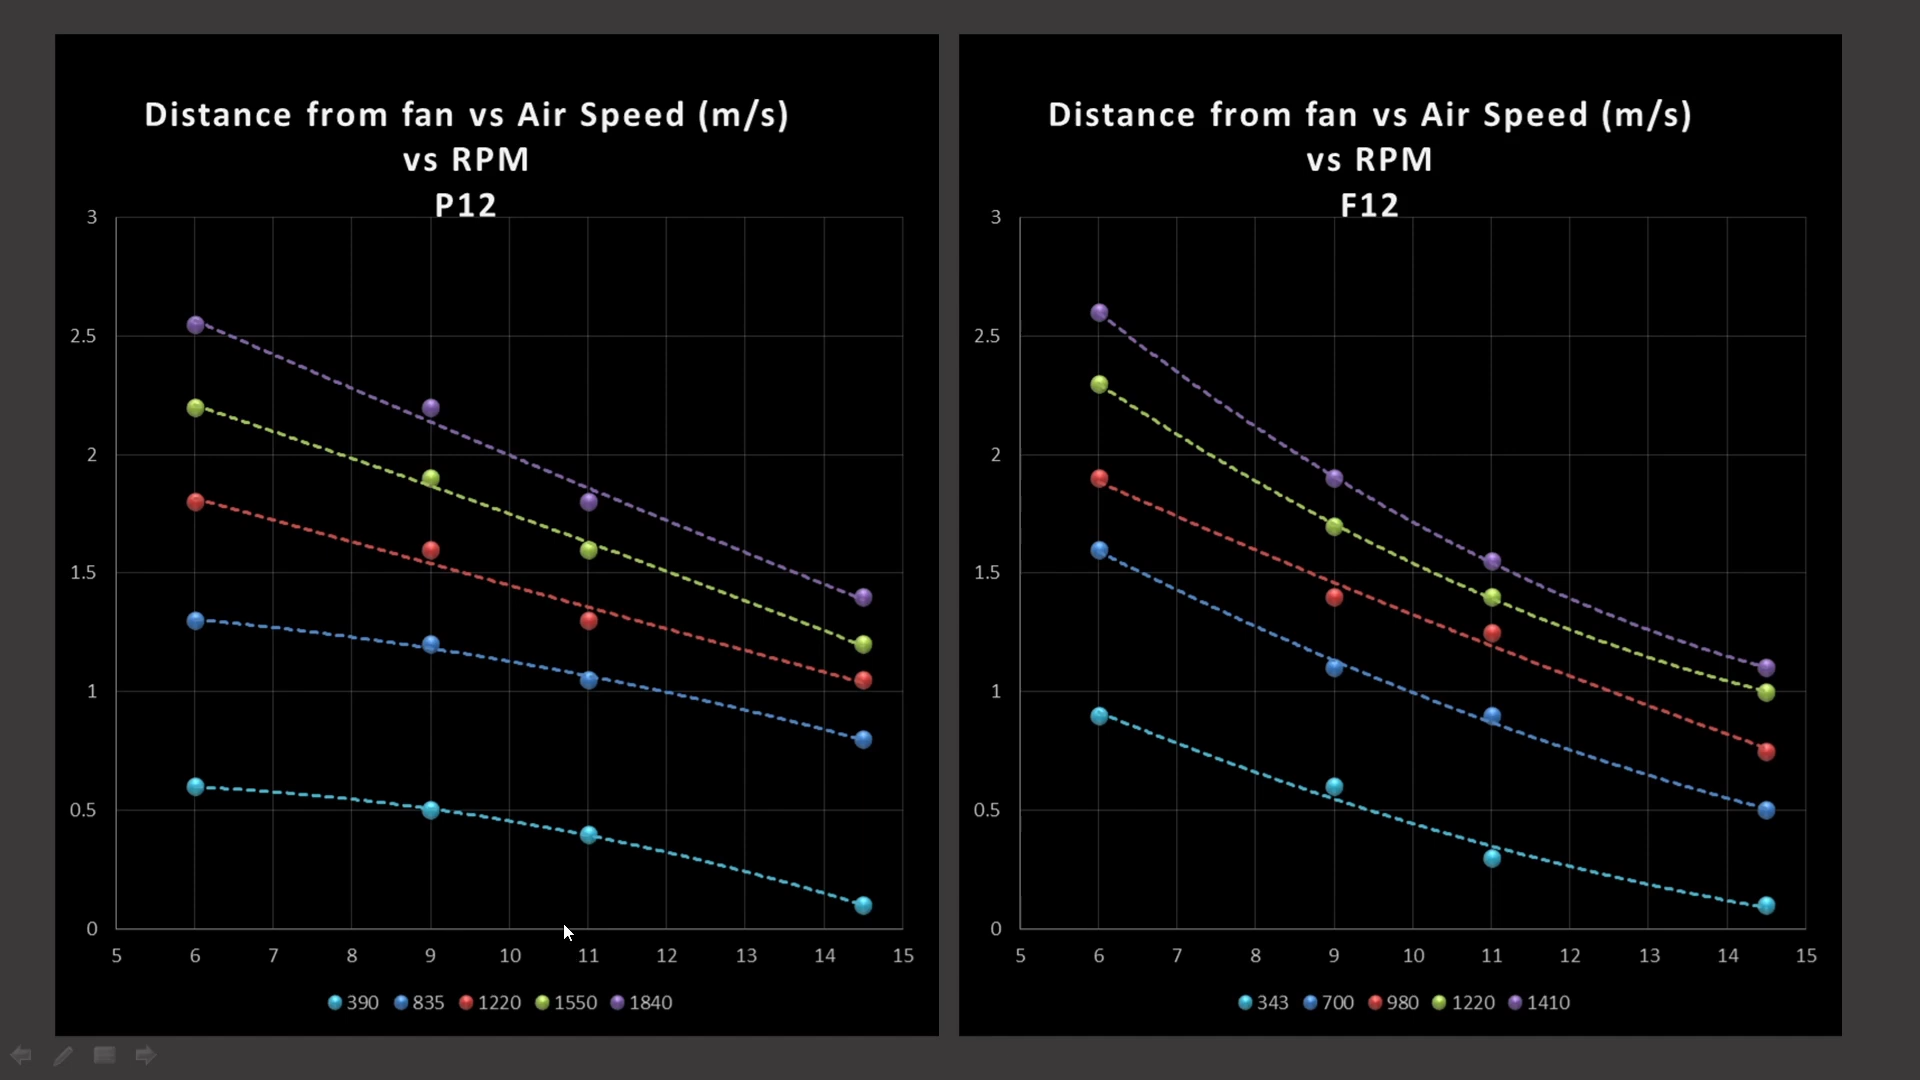 Distance from fan vs Air Speed (m/s)
vs RPM
P12
3
2.5
2
1.5
1
0.5
0
5 6 7 8 9 10 11 12 13 14 15
390 835 1220 1550 1840
Distance from fan vs Air Speed (m/s)
vs RPM
F12
3
2.5
2
1.5
1
0.5
0
5 6 7 8 9 10 11 12 13 14 15
343 700 980 1220 1410